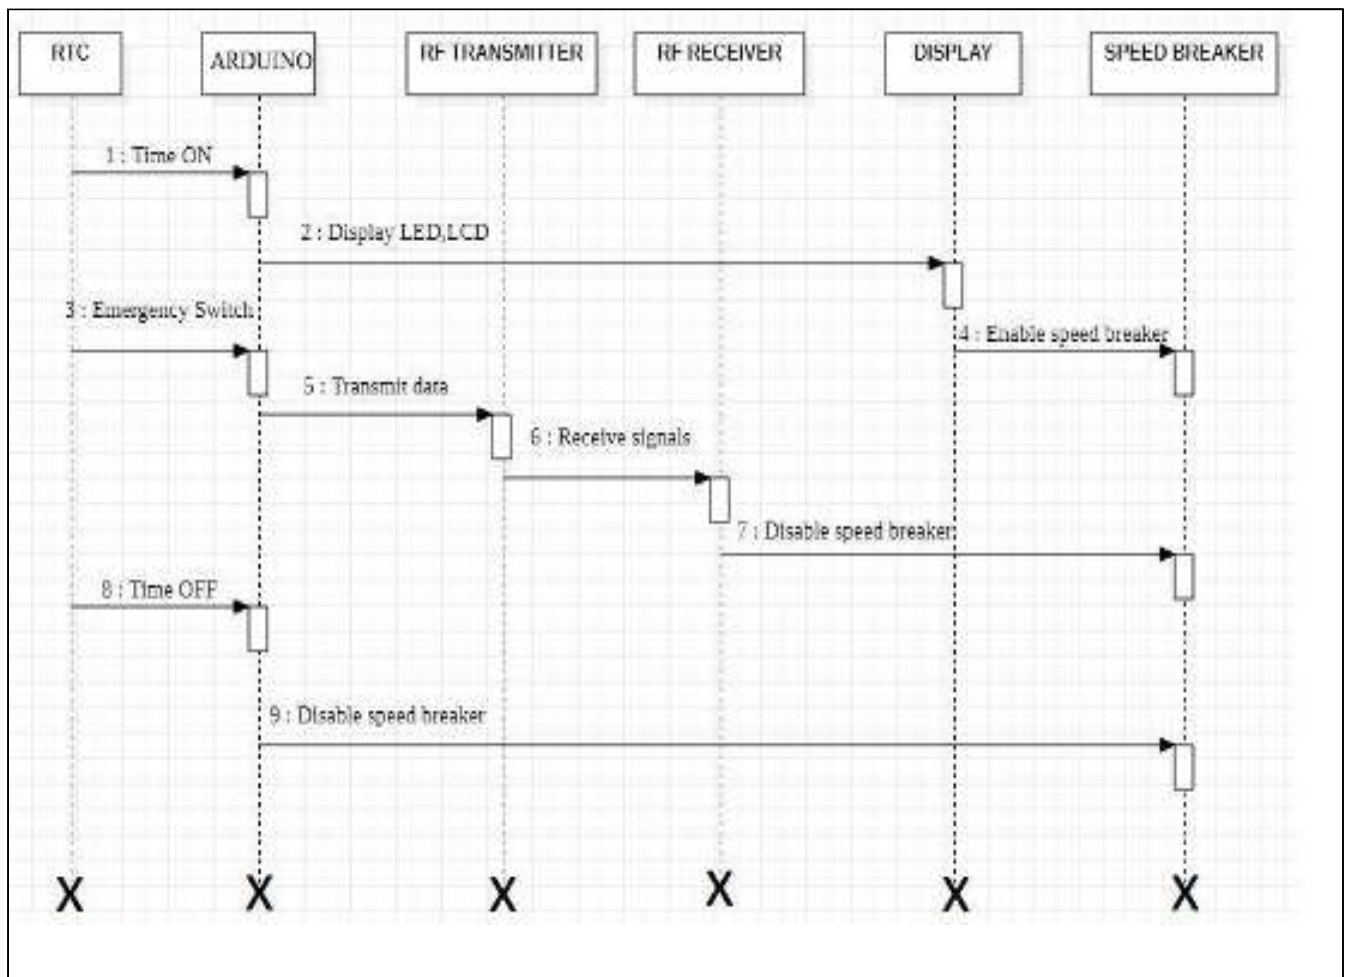 RTC
ARDUINO
RF TRANSMITTER
RF RECEIVER
DISPLAY
SPEED BREAKER
1 : Time ON
2 : Display LED,LCD
3 : Emergency Switch
4 : Enable speed breaker
5 : Transmit data
6 : Receive signals
7 : Disable speed breaker
8 : Time OFF
9 : Disable speed breaker